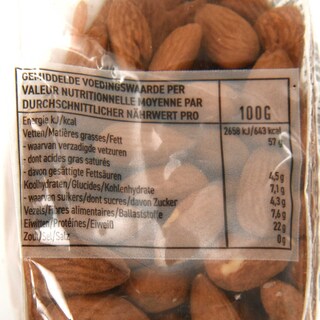 GEMIDDELDE VOEDINGSWAARDE PER
VALEUR NUTRITIONNELLE MOYENNE PAR
DURCHSCHNITTLICHER NÄHRWERT PRO 100G
Energie kJ/kcal 2658 kJ/643 kcal
Vetten/Matières grasses/Fett 57 g
- waarvan verzadigde vetzuren
- dont acides gras saturés
- davon gesättigte Fettsäuren 4,5g
Koolhydraten/Glucides/Kohlenhydrate 7,1g
- waarvan suikers/dont sucres/davon Zucker 4,3g
Vezels/Fibres alimentaires/Ballaststoffe 7,6g
Eiwitten/Protéines/Eiweiß 22g
Zout/Sel/Salz 0g